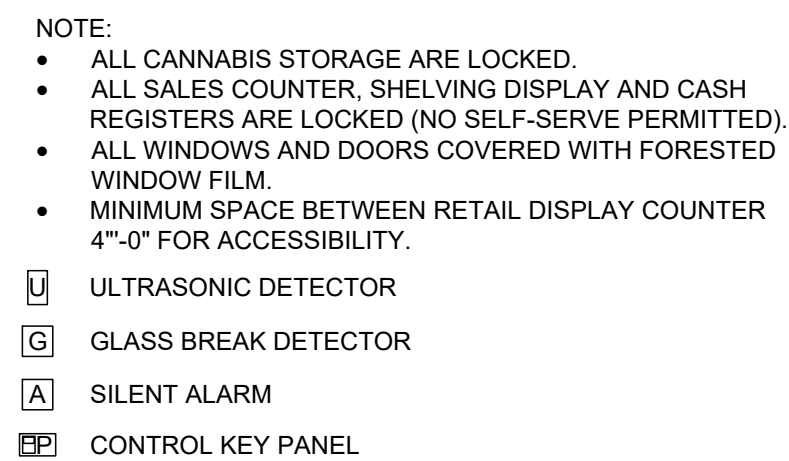 NOTE:
• ALL CANNABIS STORAGE ARE LOCKED.
• ALL SALES COUNTER, SHELVING DISPLAY AND CASH
REGISTERS ARE LOCKED (NO SELF-SERVE PERMITTED).
• ALL WINDOWS AND DOORS COVERED WITH FORESTED
WINDOW FILM.
• MINIMUM SPACE BETWEEN RETAIL DISPLAY COUNTER
4"'-0" FOR ACCESSIBILITY.
U ULTRASONIC DETECTOR
G GLASS BREAK DETECTOR
A SILENT ALARM
P CONTROL KEY PANEL